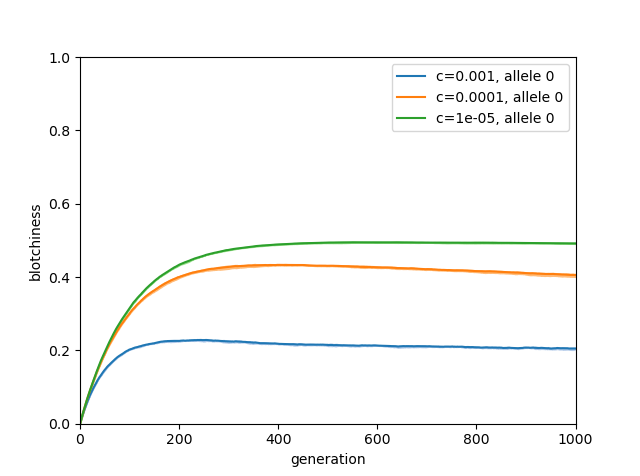 1.0
0.8
0.6
0.4
0.2
0.0
blotchiness
c=0.001, allele 0
c=0.0001, allele 0
c=1e-05, allele 0
0
200
400
600
800
1000
generation